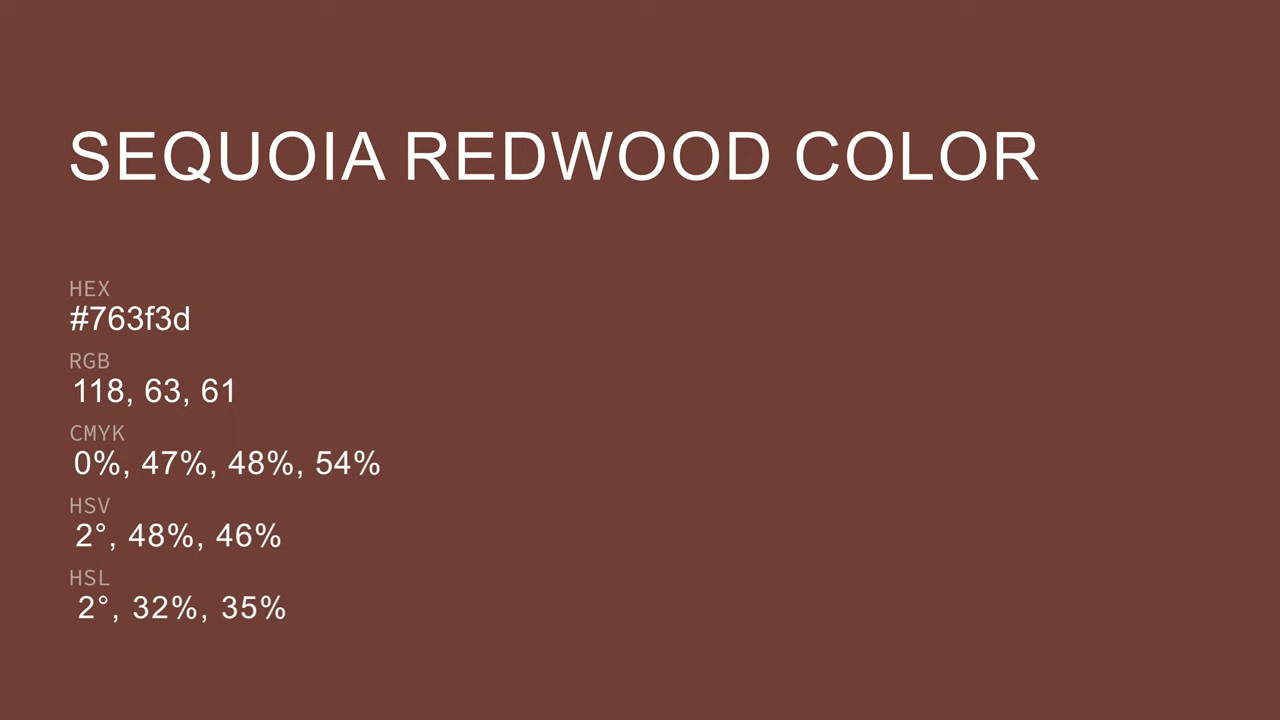 SEQUOIA REDWOOD COLOR
HEX
#763f3d
RGB
118, 63, 61
CMYK
0%, 47%, 48%, 54%
HSV
2°, 48%, 46%
HSL
2°, 32%, 35%